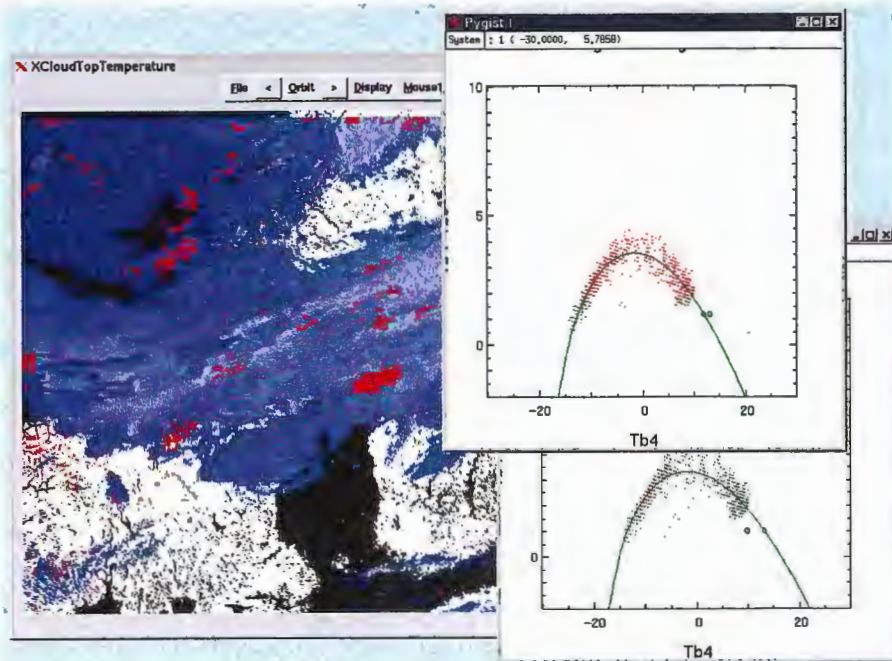 Pygist 1
System : 1 ( -30.0000, 5.7858)
XCloudTopTemperature
File < Orbit > Display Mouse
10
5
0
-20 0 20
Tb4
0
-20 0 20
Tb4